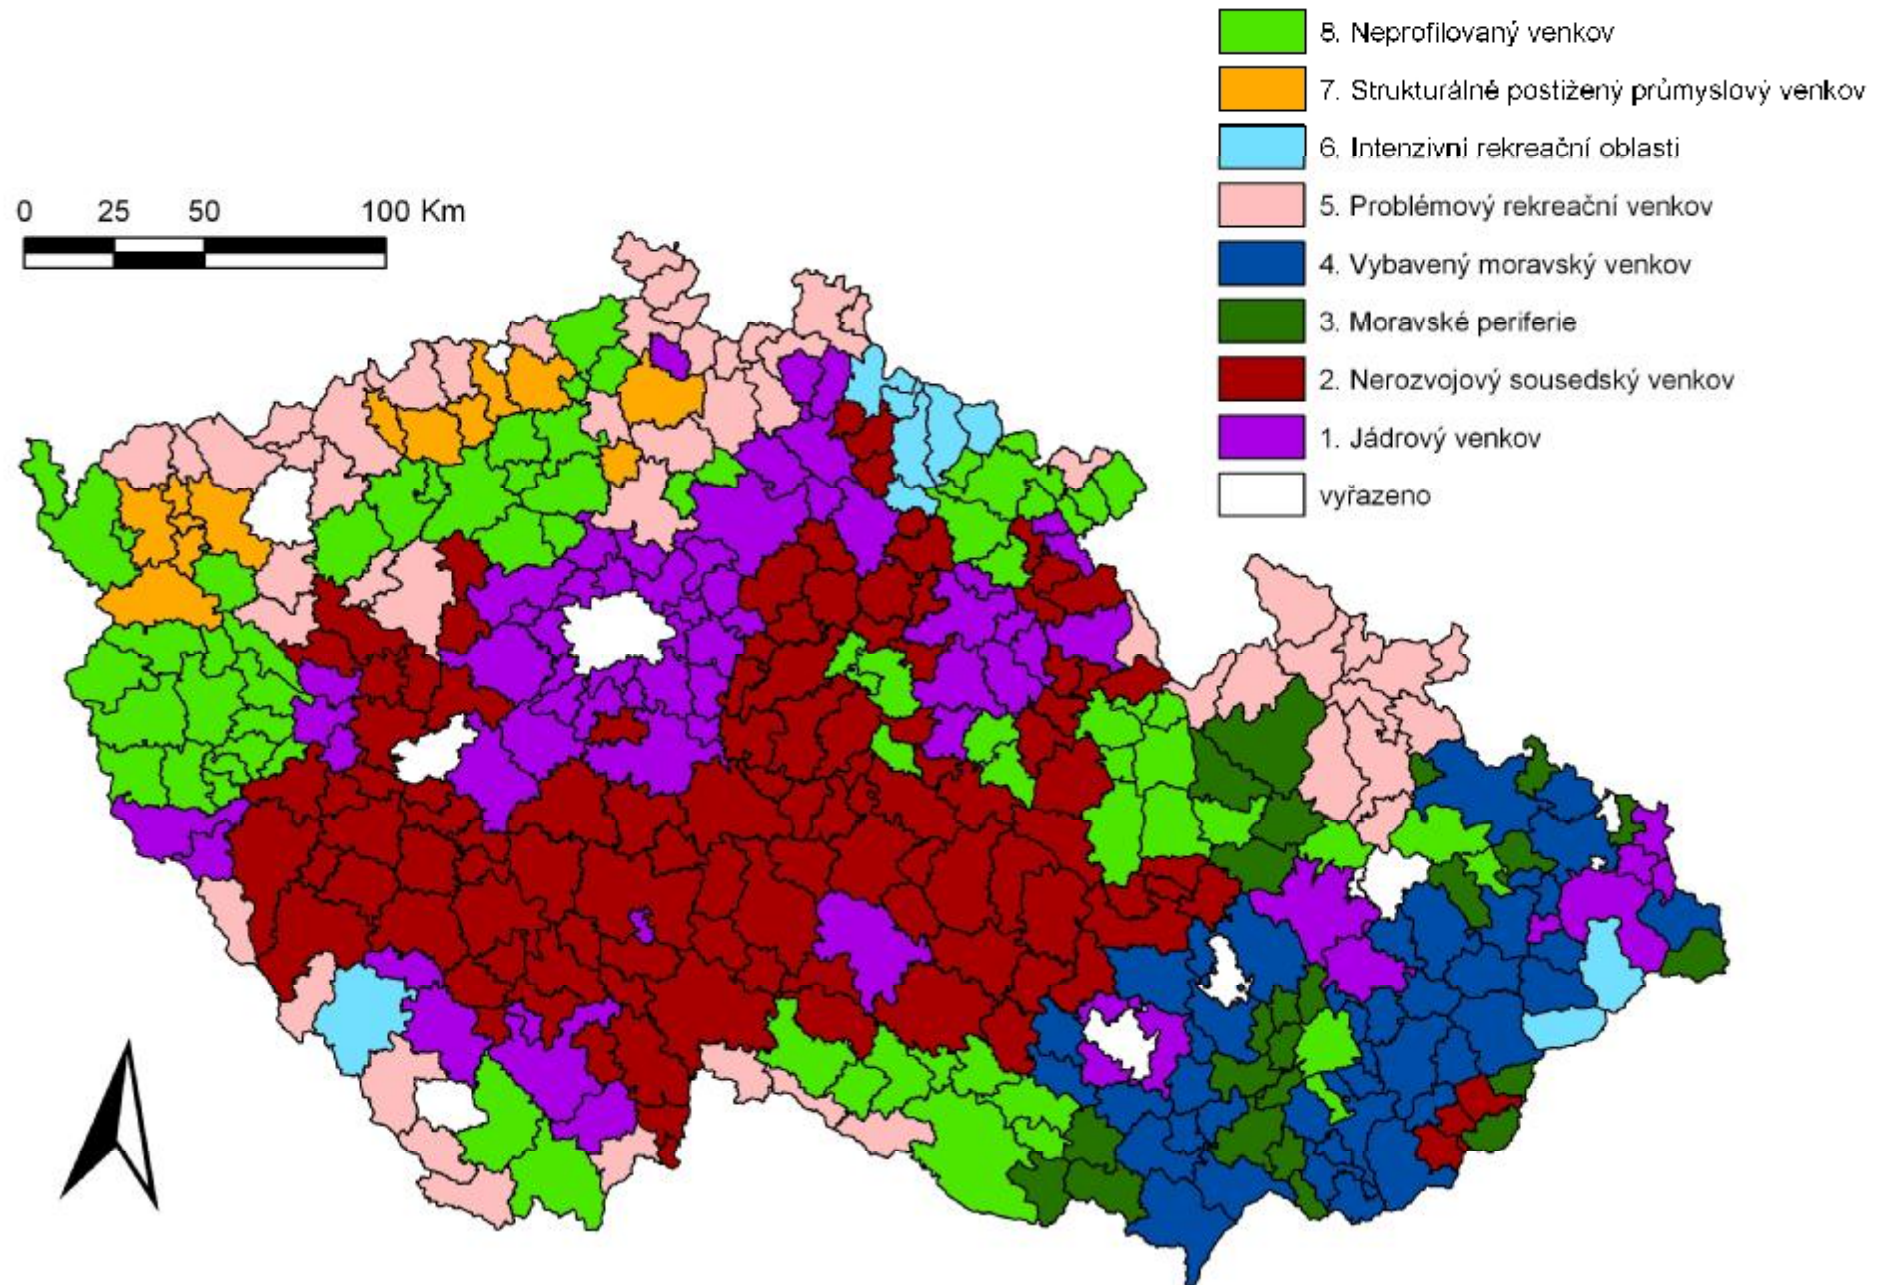 8. Neprofilovaný venkov
7. Strukturálně postižený průmyslový venkov
6. Intenzivní rekreační oblasti
5. Problémový rekreační venkov
4. Vybavený moravský venkov
3. Moravské periferie
2. Nerozvojový sousedský venkov
1. Jádrový venkov
vyřazeno
0 25 50 100 Km